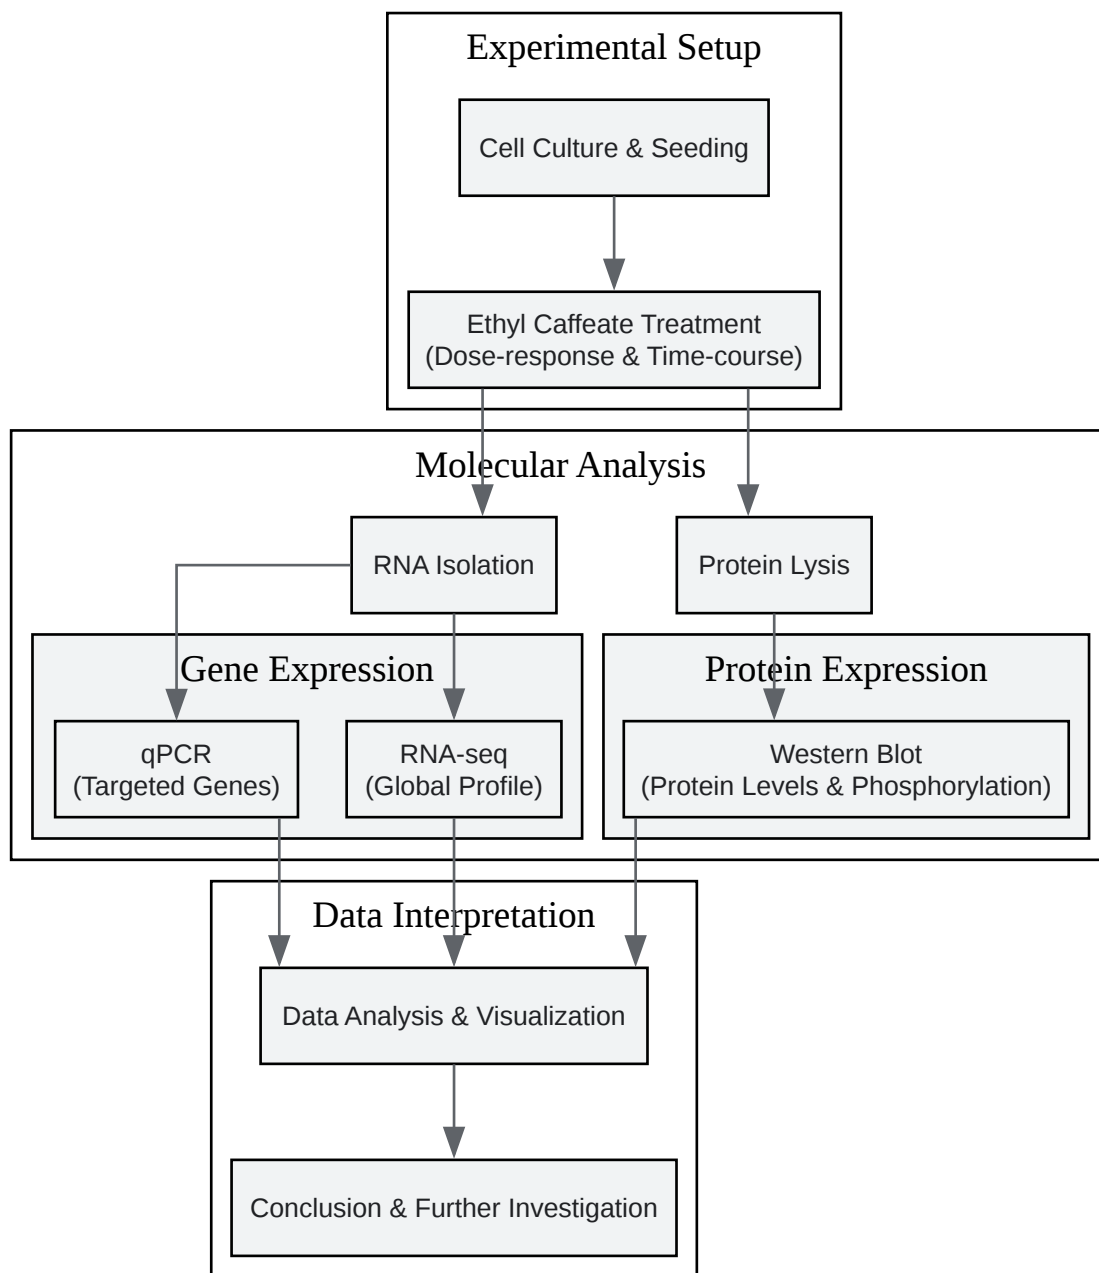 Experimental Setup
Cell Culture & Seeding
Ethyl Caffeate Treatment
(Dose-response & Time-course)
Molecular Analysis
RNA Isolation
Protein Lysis
Gene Expression
Protein Expression
qPCR
(Targeted Genes)
RNA-seq
(Global Profile)
Western Blot
(Protein Levels & Phosphorylation)
Data Interpretation
Data Analysis & Visualization
Conclusion & Further Investigation